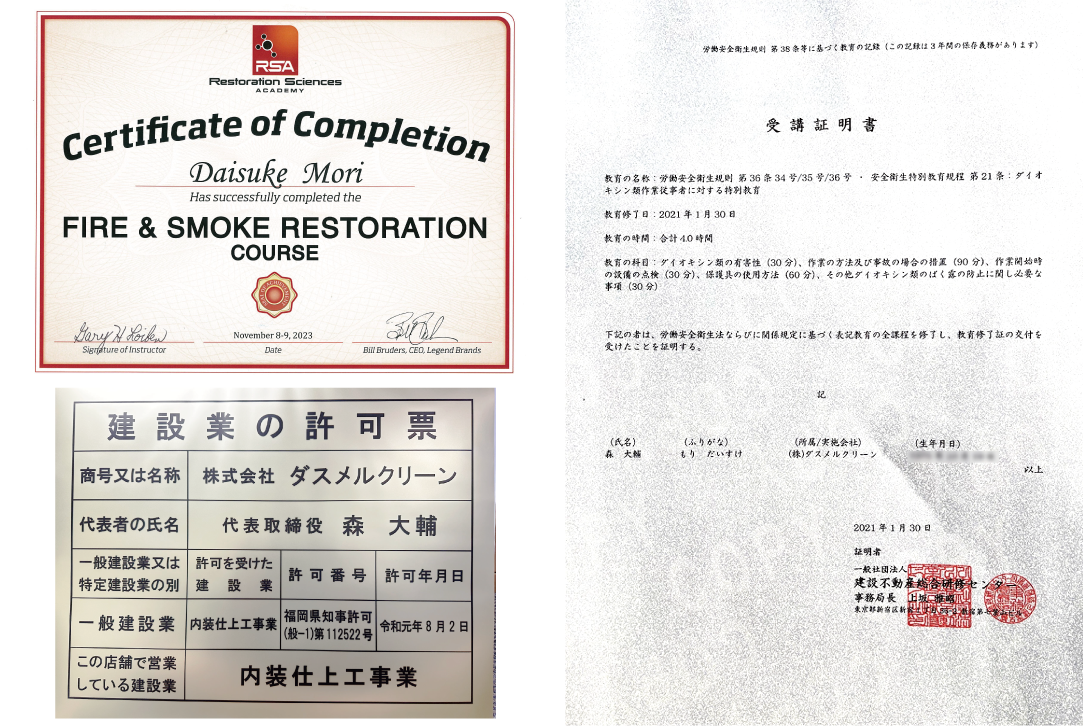 RSA
Restoration Sciences
ACADEMY
Certificate of Completion
Daisuke Mori
Has successfully completed the
FIRE & SMOKE RESTORATION
COURSE
November 8-9, 2023
Signature of Instructor
Date
Bill Bruders, CEO, Legend Brands
建設業の許可票
商号又は名称 株式会社 ダスメルクリーン
代表者の氏名 代表取締役 森 大輔
一般建設業又は 特定建設業の別 許可を受けた 建設業 許可番号 許可年月日
一般建設業 内装仕上工事業 福岡県知事許可 (般-1)第112522号 令和元年8月2日
この店舗で営業 している建設業 内装仕上工事業
労働安全衛生規則 第38条等に基づく教育の記録（この記録は3年間の保存義務があります）
受講証明書
教育の名称：労働安全衛生規則 第36条34号/35号/36号 ・ 安全衛生特別教育規程 第21条：ダイオ
キシン類作業従事者に対する特別教育
教育修了日：2021年1月30日
教育の時間：合計4.0時間
教育の科目：ダイオキシン類の有害性（30分）、作業の方法及び事故の場合の措置（90分）、作業開始時
の設備の点検（30分）、保護具の使用方法（60分）、その他ダイオキシン類のばく露の防止に関し必要な
事項（30分）
下記の者は、労働安全衛生法ならびに関係規定に基づく表記教育の全課程を修了し、教育修了証の交付を
受けたことを証明する。
記
（氏名） （ふりがな） （所属/実施会社） （生年月日）
森 大輔 もり だいすけ (株)ダスメルクリーン
以上
2021年1月30日
証明者
一般社団法人
建設不動産総合研修センター
事務局長 上坂
東京都新宿区